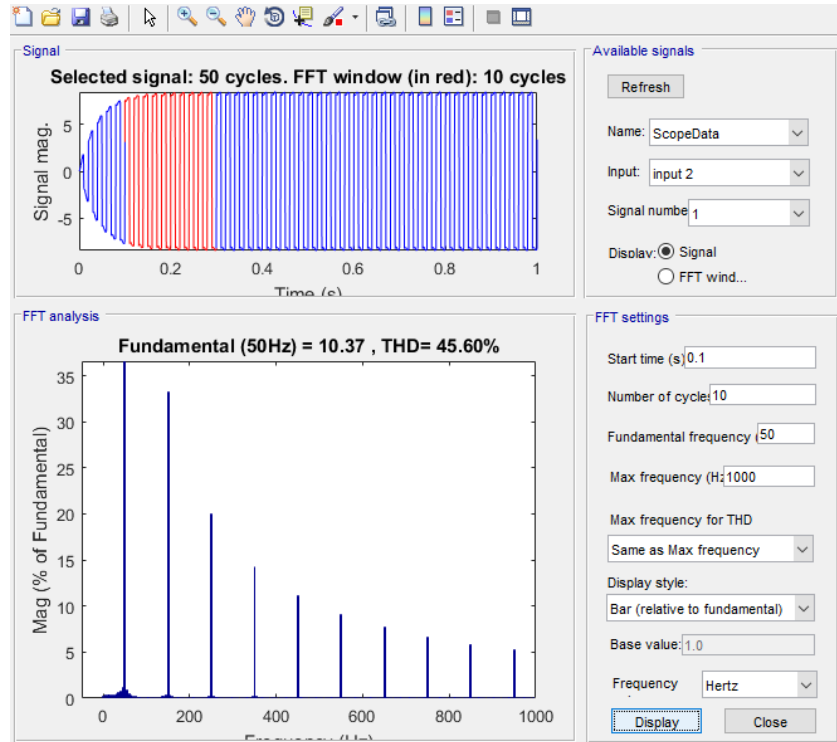 Signal
Selected signal: 50 cycles. FFT window (in red): 10 cycles
Signal mag.
5
0
-5
0 0.2 0.4 0.6 0.8 1
Time (s)
Available signals
Refresh
Name: ScopeData
Input: input 2
Signal numbe 1
Display: Signal
FFT wind...
FFT analysis
Fundamental (50Hz) = 10.37 , THD= 45.60%
Mag (% of Fundamental)
35
30
25
20
15
10
5
0
0 200 400 600 800 1000
Frequency (Hz)
FFT settings
Start time (s) 0.1
Number of cycle 10
Fundamental frequency ( 50
Max frequency (Hz 1000
Max frequency for THD
Same as Max frequency
Display style:
Bar (relative to fundamental)
Base value: 1.0
Frequency Hertz
Display Close